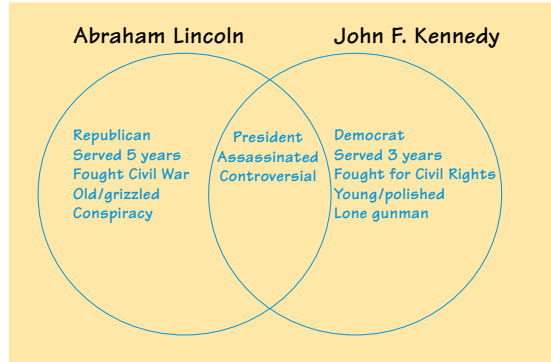 Abraham Lincoln
John F. Kennedy
Republican
Served 5 years
Fought Civil War
Old/grizzled
Conspiracy
President
Assassinated
Controversial
Democrat
Served 3 years
Fought for Civil Rights
Young/polished
Lone gunman